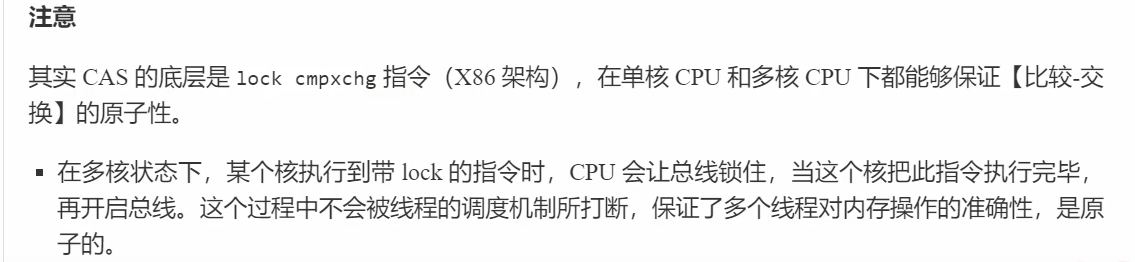 注意
其实 CAS 的底层是 lock cmpxchg 指令（X86 架构），在单核 CPU 和多核 CPU 下都能够保证【比较-交
换】的原子性。
▪ 在多核状态下，某个核执行到带 lock 的指令时，CPU 会让总线锁住，当这个核把此指令执行完毕，
再开启总线。这个过程中不会被线程的调度机制所打断，保证了多个线程对内存操作的准确性，是原
子的。